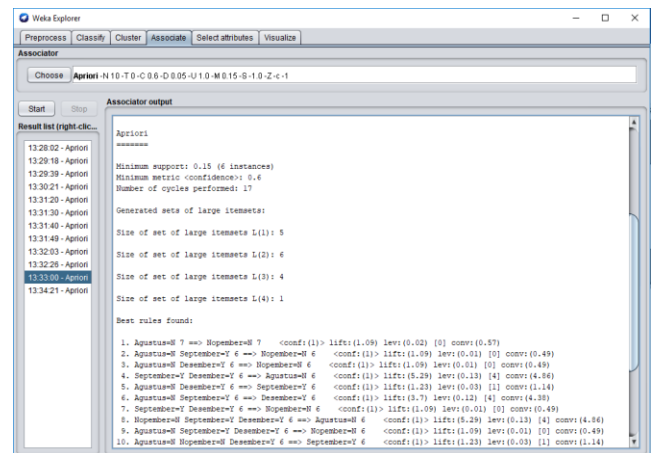 Weka Explorer
Preprocess Classify Cluster Associate Select attributes Visualize
Associator
Choose Apriori -N 10 -T 0 -C 0.6 -D 0.05 -U 1.0 -M 0.15 -S -1.0 -Z -c -1
Start Stop
Result list (right-clic...
13:28:02 - Apriori
13:29:18 - Apriori
13:29:39 - Apriori
13:30:21 - Apriori
13:31:20 - Apriori
13:31:30 - Apriori
13:31:40 - Apriori
13:31:49 - Apriori
13:32:03 - Apriori
13:32:26 - Apriori
13:33:00 - Apriori
13:34:21 - Apriori
Associator output
Apriori
=======
Minimum support: 0.15 (6 instances)
Minimum metric <confidence>: 0.6
Number of cycles performed: 17
Generated sets of large itemsets:
Size of set of large itemsets L(1): 5
Size of set of large itemsets L(2): 6
Size of set of large itemsets L(3): 4
Size of set of large itemsets L(4): 1
Best rules found:
1. Agustus=N 7 ==> Nopember=N 7 <conf:(1)> lift:(1.09) lev:(0.02) [0] conv:(0.57)
2. Agustus=N September=Y 6 ==> Nopember=N 6 <conf:(1)> lift:(1.09) lev:(0.01) [0] conv:(0.49)
3. Agustus=N Desember=Y 6 ==> Nopember=N 6 <conf:(1)> lift:(1.09) lev:(0.01) [0] conv:(0.49)
4. September=Y Desember=Y 6 ==> Agustus=N 6 <conf:(1)> lift:(5.29) lev:(0.13) [4] conv:(4.86)
5. Agustus=N Desember=Y 6 ==> September=Y 6 <conf:(1)> lift:(1.23) lev:(0.03) [1] conv:(1.14)
6. Agustus=N September=Y 6 ==> Desember=Y 6 <conf:(1)> lift:(3.7) lev:(0.12) [4] conv:(4.38)
7. September=Y Desember=Y 6 ==> Nopember=N 6 <conf:(1)> lift:(1.09) lev:(0.01) [0] conv:(0.49)
8. Nopember=N September=Y Desember=Y 6 ==> Agustus=N 6 <conf:(1)> lift:(5.29) lev:(0.13) [4] conv:(4.86)
9. Agustus=N September=Y Desember=Y 6 ==> Nopember=N 6 <conf:(1)> lift:(1.09) lev:(0.01) [0] conv:(0.49)
10. Agustus=N Nopember=N Desember=Y 6 ==> September=Y 6 <conf:(1)> lift:(1.23) lev:(0.03) [1] conv:(1.14)